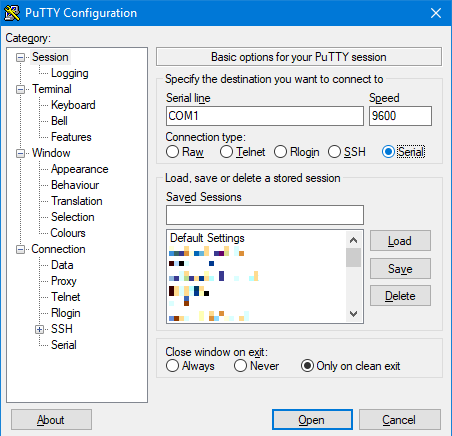 PuTTY Configuration
Category:
Session
Logging
Terminal
Keyboard
Bell
Features
Window
Appearance
Behaviour
Translation
Selection
Colours
Connection
Data
Proxy
Telnet
Rlogin
SSH
Serial
Basic options for your PuTTY session
Specify the destination you want to connect to
Serial line Speed
COM1 9600
Connection type:
Raw Telnet Rlogin SSH Serial
Load, save or delete a stored session
Saved Sessions
Default Settings
Load
Save
Delete
Close window on exit:
Always Never Only on clean exit
About Open Cancel